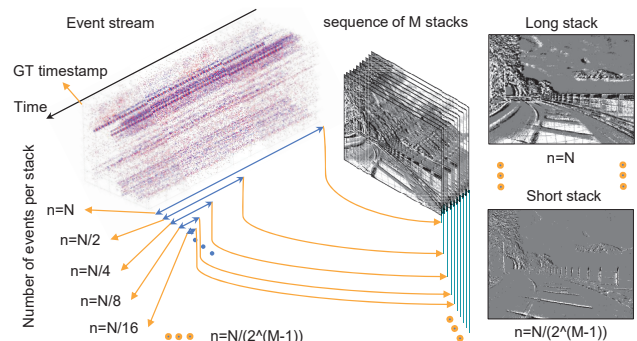 Event stream
sequence of M stacks
Long stack
GT timestamp
Time
Number of events per stack
n=N
n=N/2
n=N/4
n=N/8
n=N/16
n=N/(2^(M-1))
n=N
Short stack
n=N/(2^(M-1))